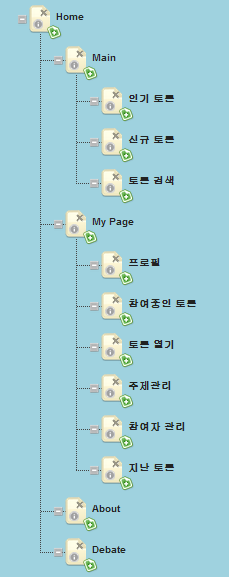 Home
Main
인기 토론
신규 토론
토론 검색
My Page
프로필
참여중인 토론
토론 열기
주제관리
참여자 관리
지난 토론
About
Debate